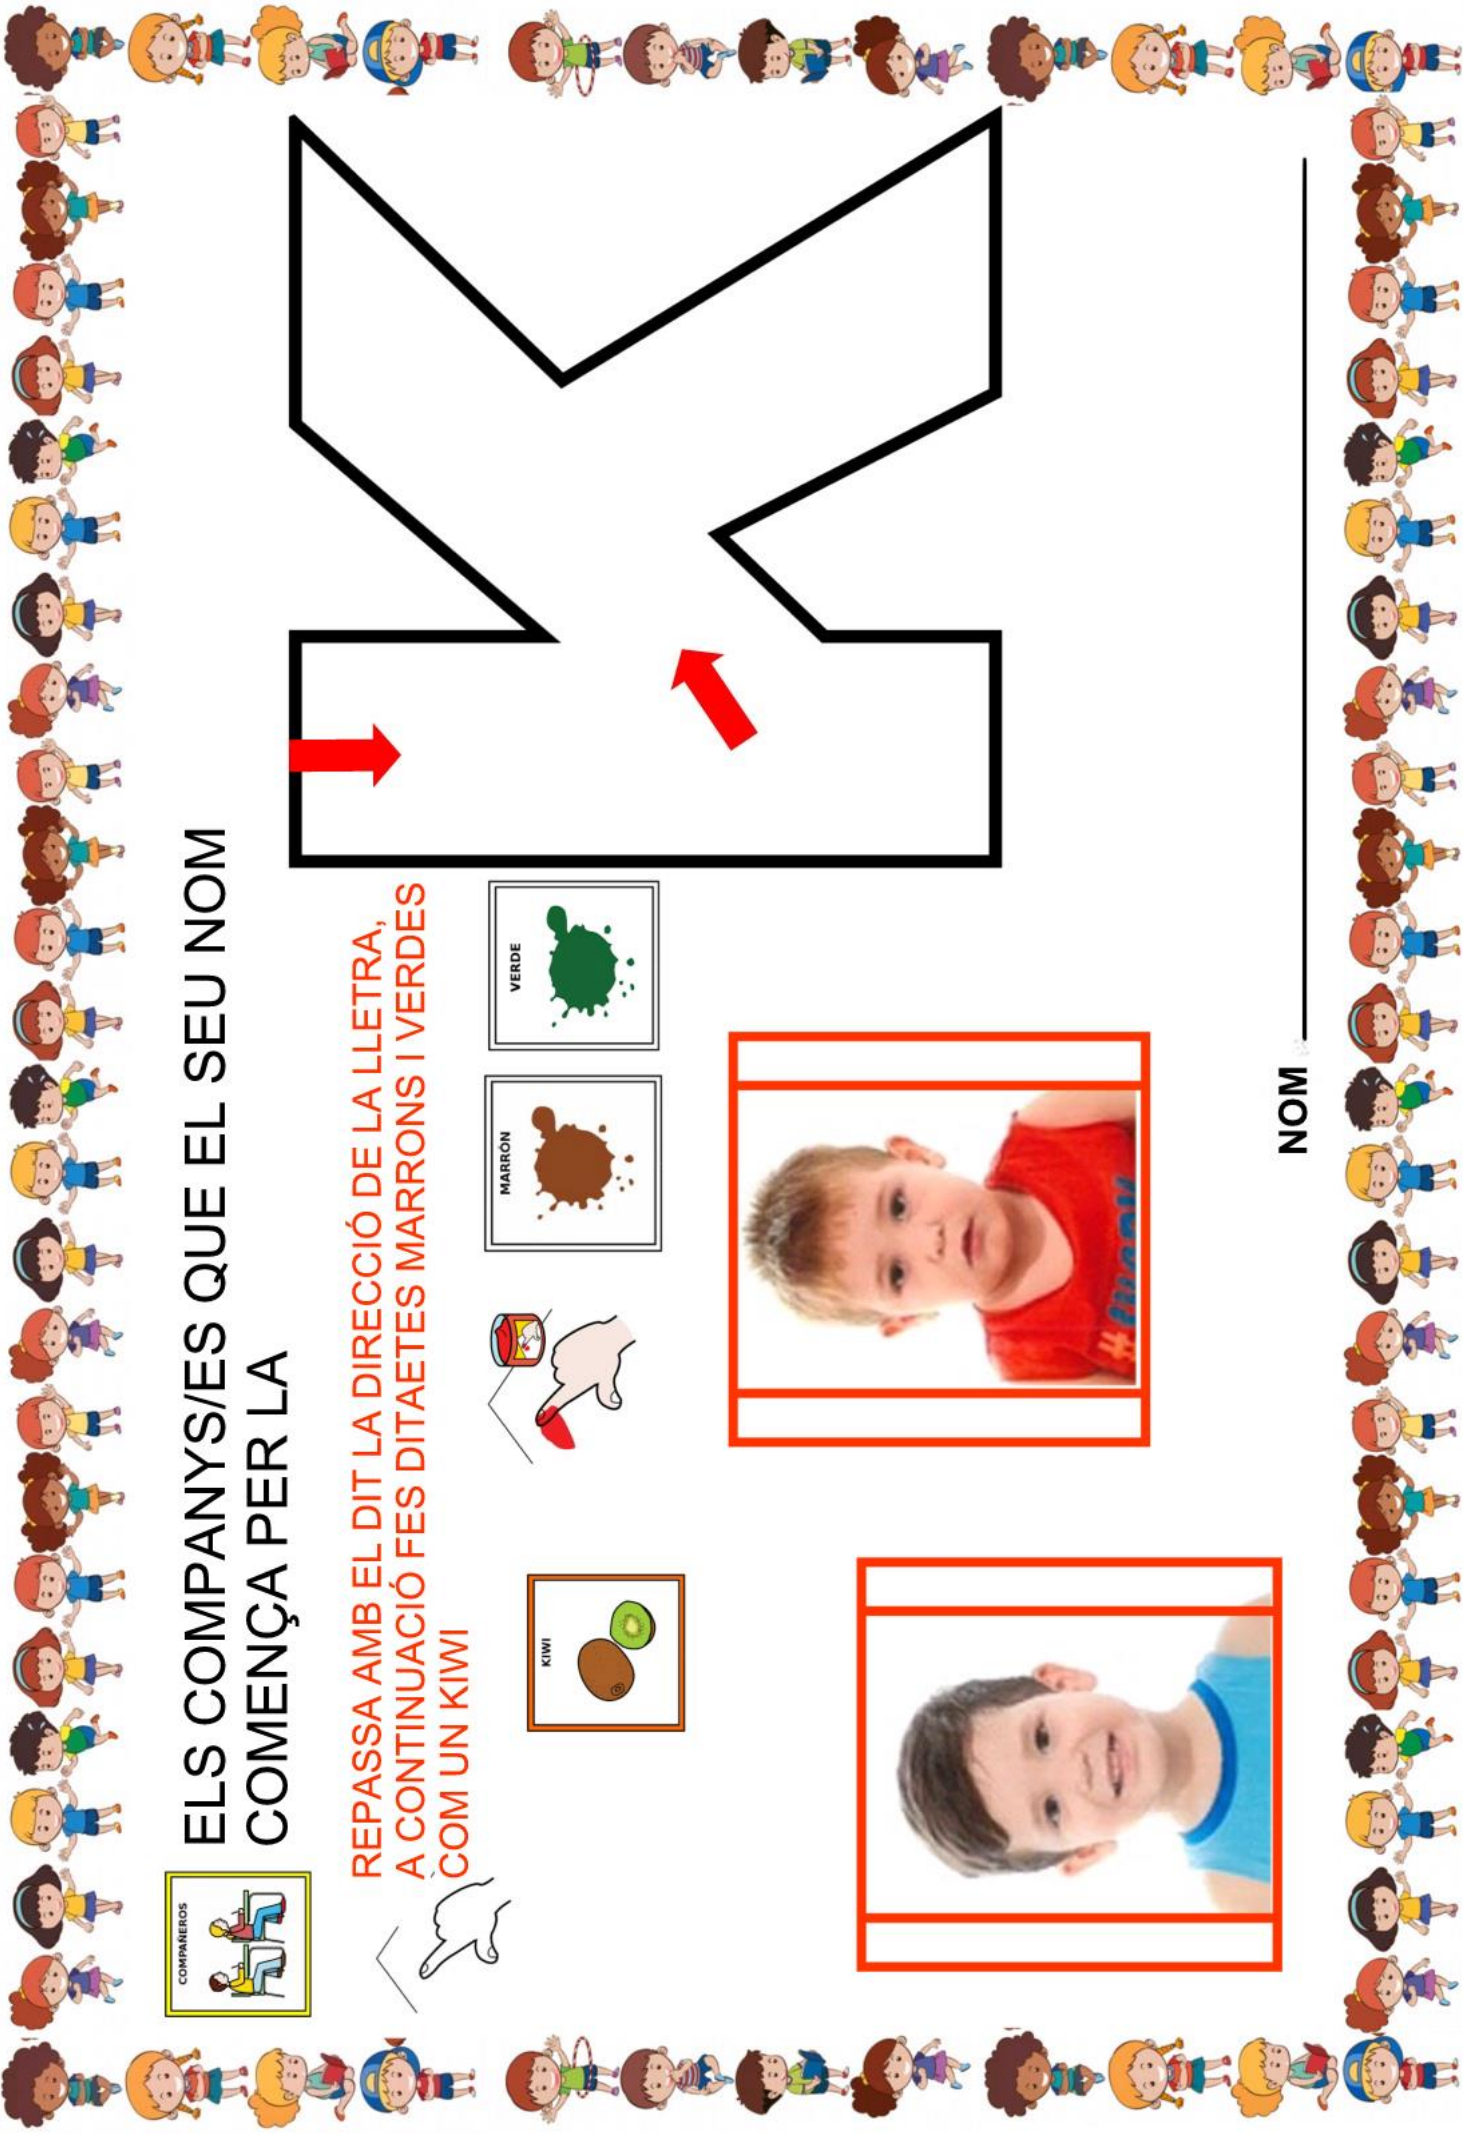 COMPAÑEROS
ELS COMPANYS/ES QUE EL SEU NOM
COMENÇA PER LA
K
REPASSA AMB EL DIT LA DIRECCIÓ DE LA LLETRA,
A CONTINUACIÓ FES DITAETES MARRONS I VERDES
COM UN KIWI
KIWI
MARRÓN
VERDE
NOM